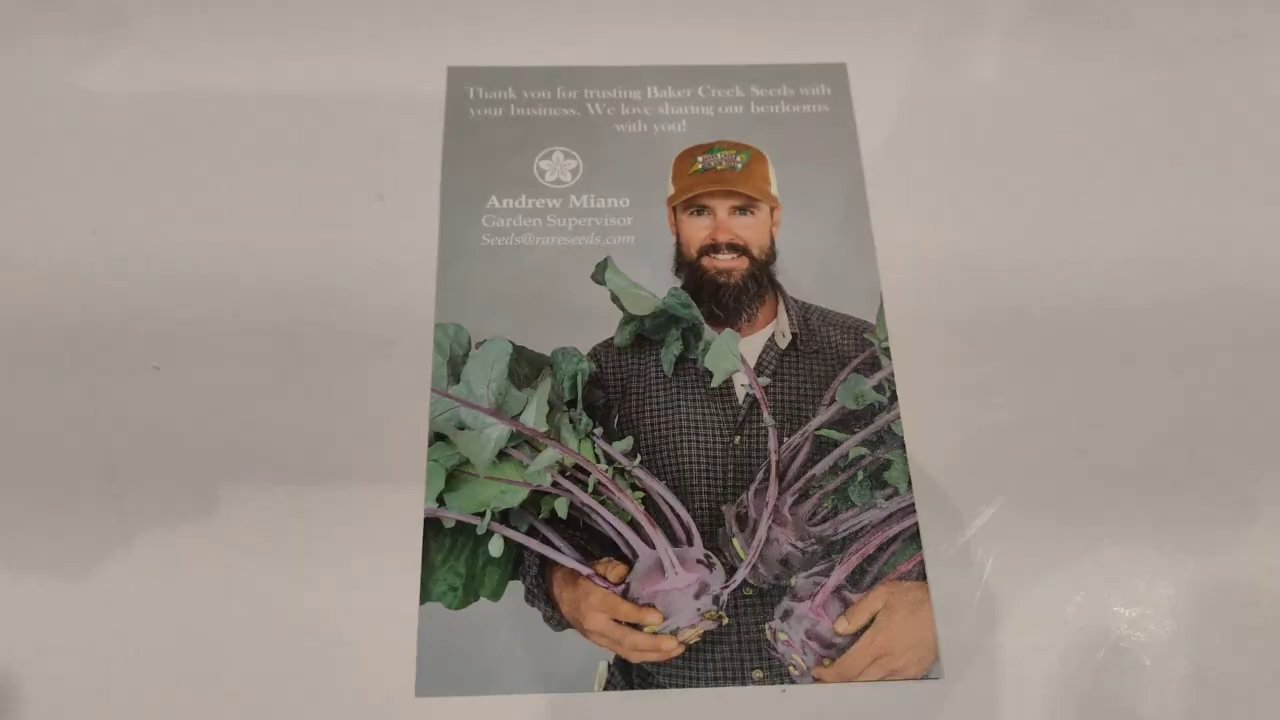 Thank you for trusting Baker Creek Seeds with
your business. We love sharing our heirlooms
with you!
Andrew Miano
Garden Supervisor
Seeds@rareseeds.com